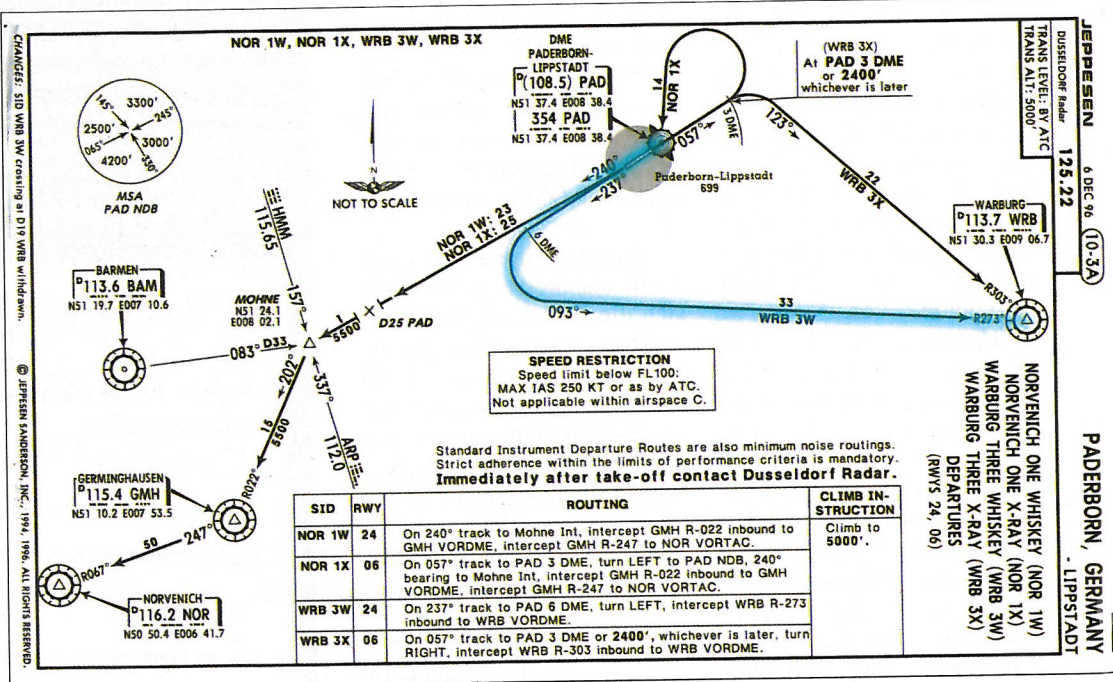 JEPPESEN 6 DEC 96 10-3A
DUSSELDORF Radar 125.22
TRANS LEVEL: BY ATC
TRANS ALT: 5000'
PADERBORN, GERMANY
- LIPPSTADT
NORVENICH ONE WHISKEY (NOR 1W)
NORVENICH ONE X-RAY (NOR 1X)
WARBURG THREE WHISKEY (WRB 3W)
WARBURG THREE X-RAY (WRB 3X)
DEPARTURES
(RWYS 24, 06)
CHANGES: SID WRB 3W crossing at D19 WRB withdrawn.
© JEPPESEN SANDERSON, INC., 1994, 1996. ALL RIGHTS RESERVED.
NOR 1W, NOR 1X, WRB 3W, WRB 3X
145° 3300' 245°
2500' 3000'
065° 4200' 330°
MSA
PAD NDB
N
NOT TO SCALE
DME
PADERBORN-
LIPPSTADT
D (108.5) PAD
N51 37.4 E008 38.4
354 PAD
N51 37.4 E008 38.4
14
NOR 1X
(WRB 3X)
At PAD 3 DME
or 2400'
whichever is later
057°
3 DME
123°
22
WRB 3X
Paderborn-Lippstadt
699
240°
237°
NOR 1W: 23
NOR 1X: 25
6 DME
WARBURG
D 113.7 WRB
N51 30.3 E009 06.7
R303°
R273°
093°
33
WRB 3W
HMM
115.65
157°
BARMEN
D 113.6 BAM
N51 19.7 E007 10.6
MOHNE
N51 24.1
E008 02.1
083° D33
1
5500
D25 PAD
202°
337°
ARP
112.0
15
5500
SPEED RESTRICTION
Speed limit below FL100:
MAX IAS 250 KT or as by ATC.
Not applicable within airspace C.
GERMINGHAUSEN
D 115.4 GMH
N51 10.2 E007 53.5
R022°
247°
50
R067°
NORVENICH
D 116.2 NOR
N50 50.4 E006 41.7
Standard Instrument Departure Routes are also minimum noise routings.
Strict adherence within the limits of performance criteria is mandatory.
Immediately after take-off contact Dusseldorf Radar.
SID RWY ROUTING CLIMB IN-
STRUCTION
NOR 1W 24 On 240° track to Mohne Int, intercept GMH R-022 inbound to Climb to
GMH VORDME, intercept GMH R-247 to NOR VORTAC. 5000'.
NOR 1X 06 On 057° track to PAD 3 DME, turn LEFT to PAD NDB, 240°
bearing to Mohne Int, intercept GMH R-022 inbound to GMH
VORDME, intercept GMH R-247 to NOR VORTAC.
WRB 3W 24 On 237° track to PAD 6 DME, turn LEFT, intercept WRB R-273
inbound to WRB VORDME.
WRB 3X 06 On 057° track to PAD 3 DME or 2400', whichever is later, turn
RIGHT, intercept WRB R-303 inbound to WRB VORDME.